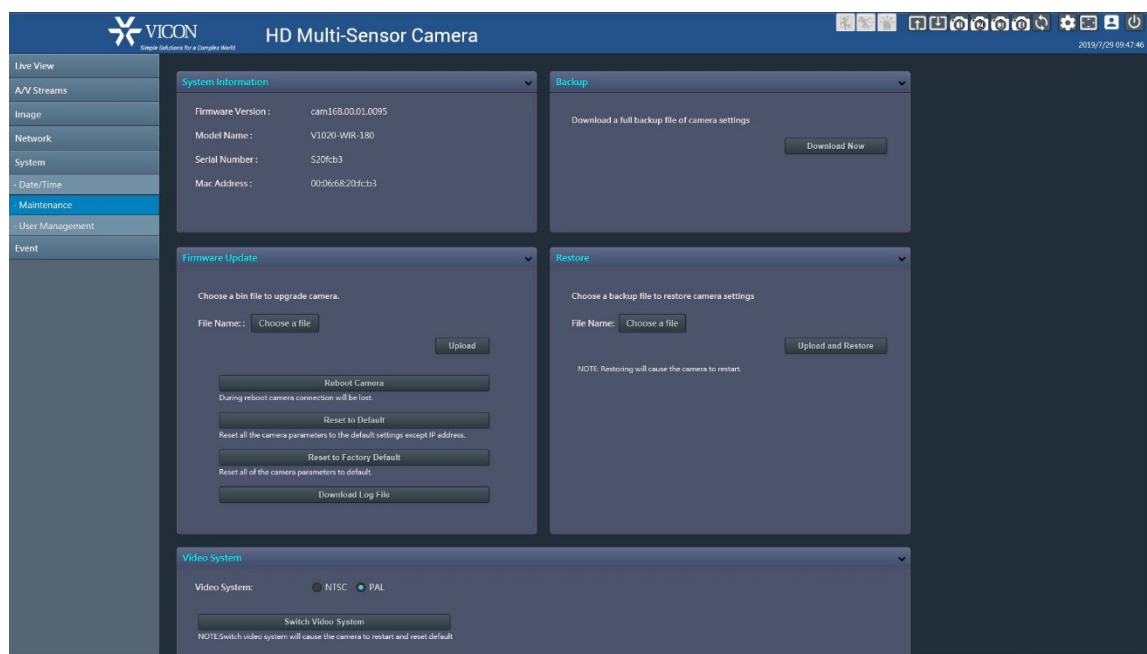 VICON
Simple Solutions for a Complex World
HD Multi-Sensor Camera
2019/7/29 09:47:46
Live View
A/V Streams
Image
Network
System
- Date/Time
- Maintenance
- User Management
Event
System Information
Firmware Version : cam168.00.01.0095
Model Name : V1020-WIR-180
Serial Number : S20fcb3
Mac Address : 00:06:68:20:fc:b3
Backup
Download a full backup file of camera settings
Download Now
Firmware Update
Choose a bin file to upgrade camera.
File Name: : Choose a file
Upload
Reboot Camera
During reboot camera connection will be lost.
Reset to Default
Reset all the camera parameters to the default settings except IP address.
Reset to Factory Default
Reset all of the camera parameters to default.
Download Log File
Restore
Choose a backup file to restore camera settings
File Name: Choose a file
Upload and Restore
NOTE: Restoring will cause the camera to restart.
Video System
Video System: NTSC PAL
Switch Video System
NOTE:Switch video system will cause the camera to restart and reset default